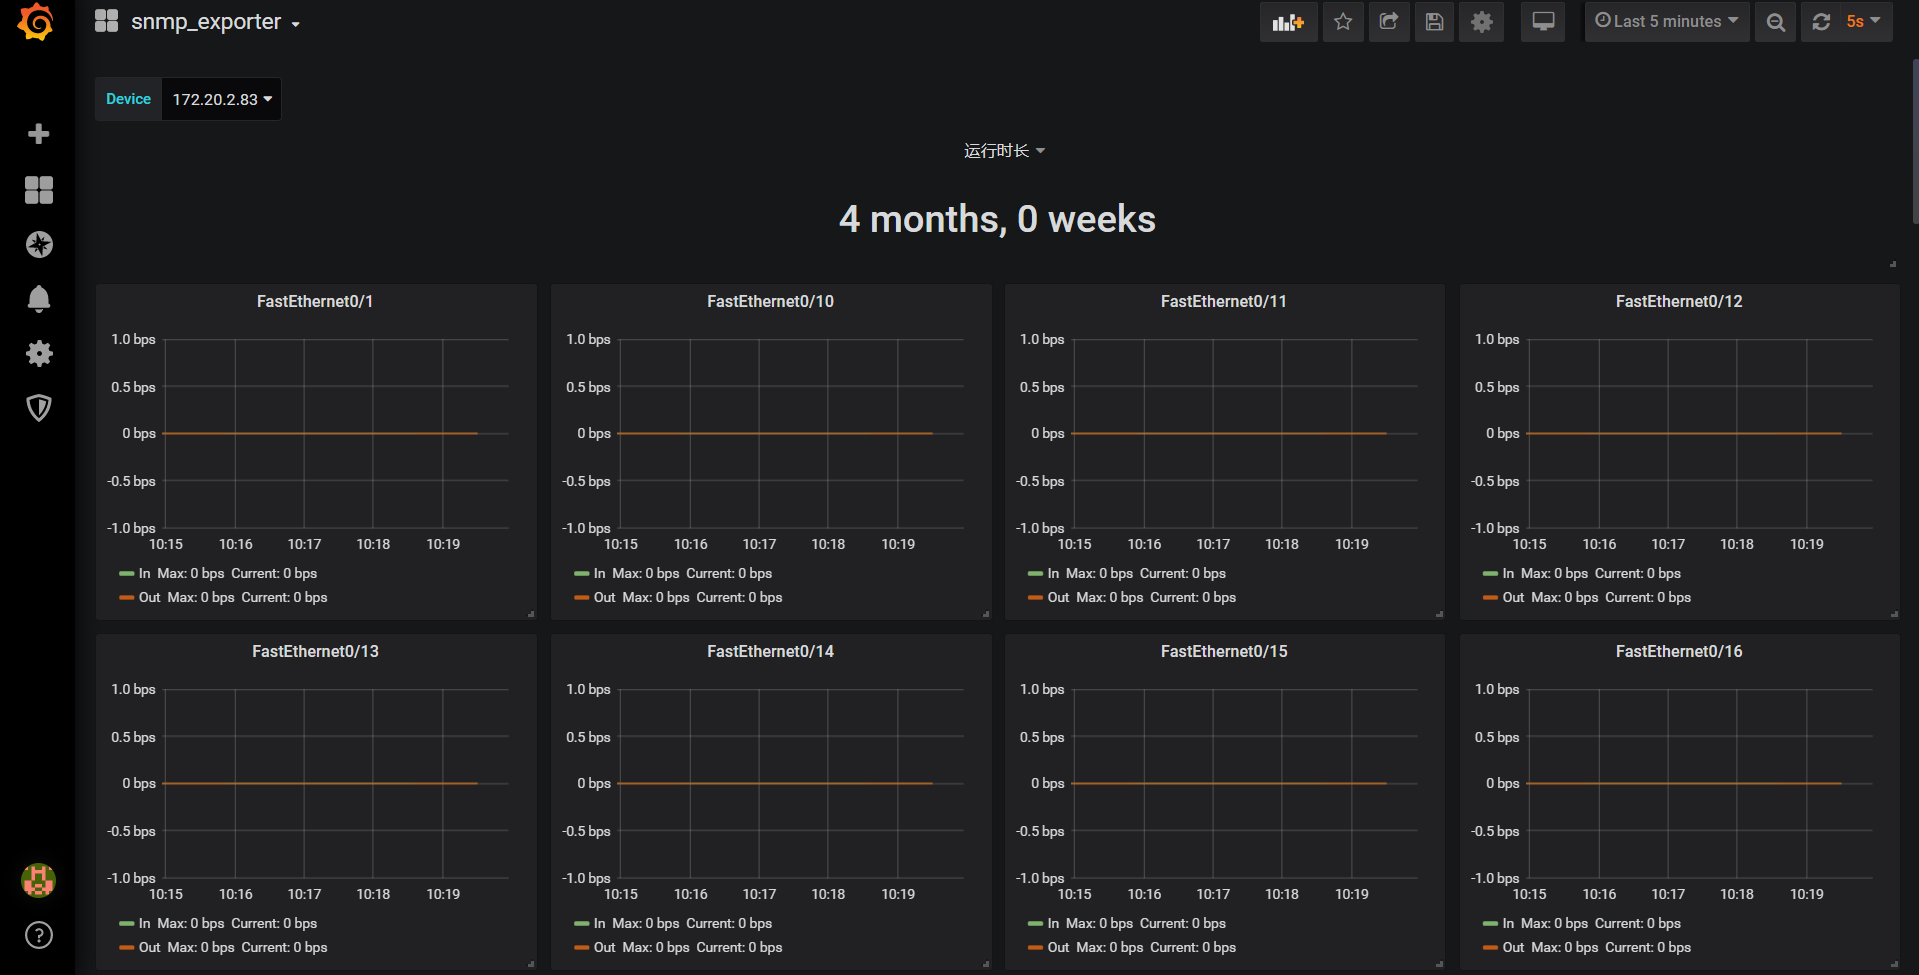 snmp_exporter
Last 5 minutes
5s
Device 172.20.2.83
运行时长
4 months, 0 weeks
FastEthernet0/1
1.0 bps
0.5 bps
0 bps
-0.5 bps
-1.0 bps
10:15 10:16 10:17 10:18 10:19
In Max: 0 bps Current: 0 bps
Out Max: 0 bps Current: 0 bps
FastEthernet0/10
1.0 bps
0.5 bps
0 bps
-0.5 bps
-1.0 bps
10:15 10:16 10:17 10:18 10:19
In Max: 0 bps Current: 0 bps
Out Max: 0 bps Current: 0 bps
FastEthernet0/11
1.0 bps
0.5 bps
0 bps
-0.5 bps
-1.0 bps
10:15 10:16 10:17 10:18 10:19
In Max: 0 bps Current: 0 bps
Out Max: 0 bps Current: 0 bps
FastEthernet0/12
1.0 bps
0.5 bps
0 bps
-0.5 bps
-1.0 bps
10:15 10:16 10:17 10:18 10:19
In Max: 0 bps Current: 0 bps
Out Max: 0 bps Current: 0 bps
FastEthernet0/13
1.0 bps
0.5 bps
0 bps
-0.5 bps
-1.0 bps
10:15 10:16 10:17 10:18 10:19
In Max: 0 bps Current: 0 bps
Out Max: 0 bps Current: 0 bps
FastEthernet0/14
1.0 bps
0.5 bps
0 bps
-0.5 bps
-1.0 bps
10:15 10:16 10:17 10:18 10:19
In Max: 0 bps Current: 0 bps
Out Max: 0 bps Current: 0 bps
FastEthernet0/15
1.0 bps
0.5 bps
0 bps
-0.5 bps
-1.0 bps
10:15 10:16 10:17 10:18 10:19
In Max: 0 bps Current: 0 bps
Out Max: 0 bps Current: 0 bps
FastEthernet0/16
1.0 bps
0.5 bps
0 bps
-0.5 bps
-1.0 bps
10:15 10:16 10:17 10:18 10:19
In Max: 0 bps Current: 0 bps
Out Max: 0 bps Current: 0 bps